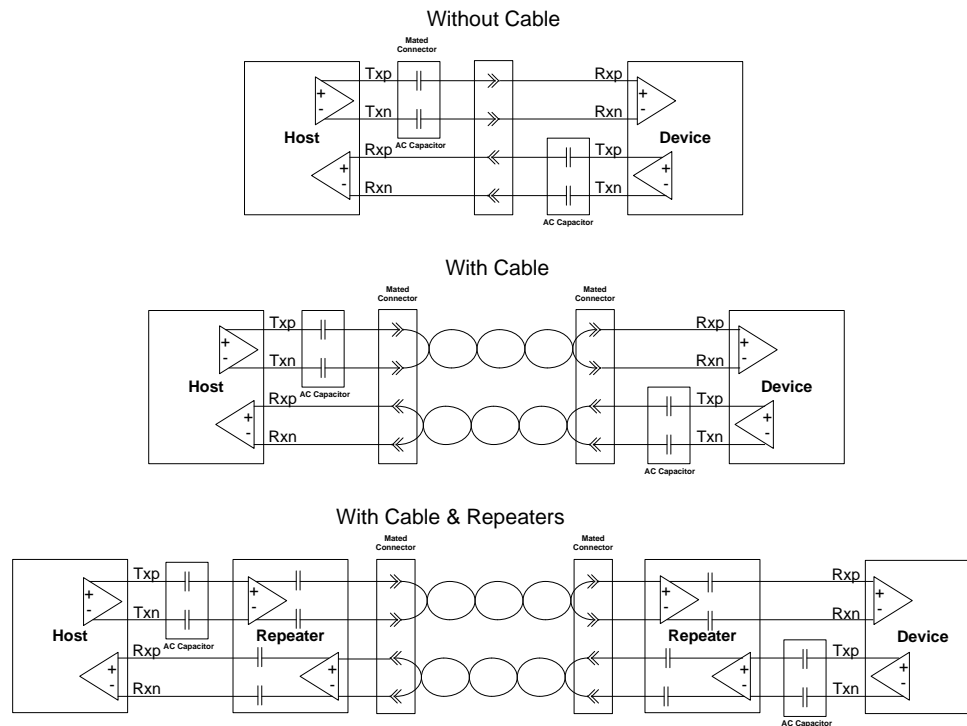 Without Cable
Mated
Connector
Txp
Rxp
+
-
+
-
Txn
Rxn
Host
AC Capacitor
Device
Rxp
Txp
+
-
+
-
Rxn
Txn
AC Capacitor
With Cable
Mated
Connector
Mated
Connector
Txp
Rxp
+
-
+
-
Txn
Rxn
Host
AC Capacitor
Device
Rxp
Txp
+
-
+
-
Rxn
Txn
AC Capacitor
With Cable & Repeaters
Mated
Connector
Mated
Connector
Txp
Rxp
+
-
+
-
+
-
+
-
Txn
Rxn
Host
AC Capacitor
Repeater
Repeater
Device
Rxp
Txp
+
-
+
-
+
-
+
-
Rxn
Txn
AC Capacitor